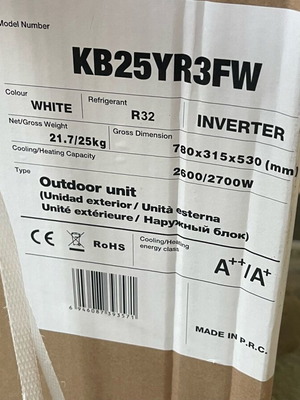 Model Number
KB25YR3FW
Colour
WHITE
Refrigerant
R32
INVERTER
Net/Gross Weight
21.7/25kg
Gross Dimension
780x315x530 (mm)
Cooling/Heating Capacity
2600/2700W
Type
Outdoor unit
(Unidad exterior / Unità esterna
Unité extérieure / Наружный блок)
CE
RoHS
Cooling/Heating
energy class
A++/A+
MADE IN P.R.C.